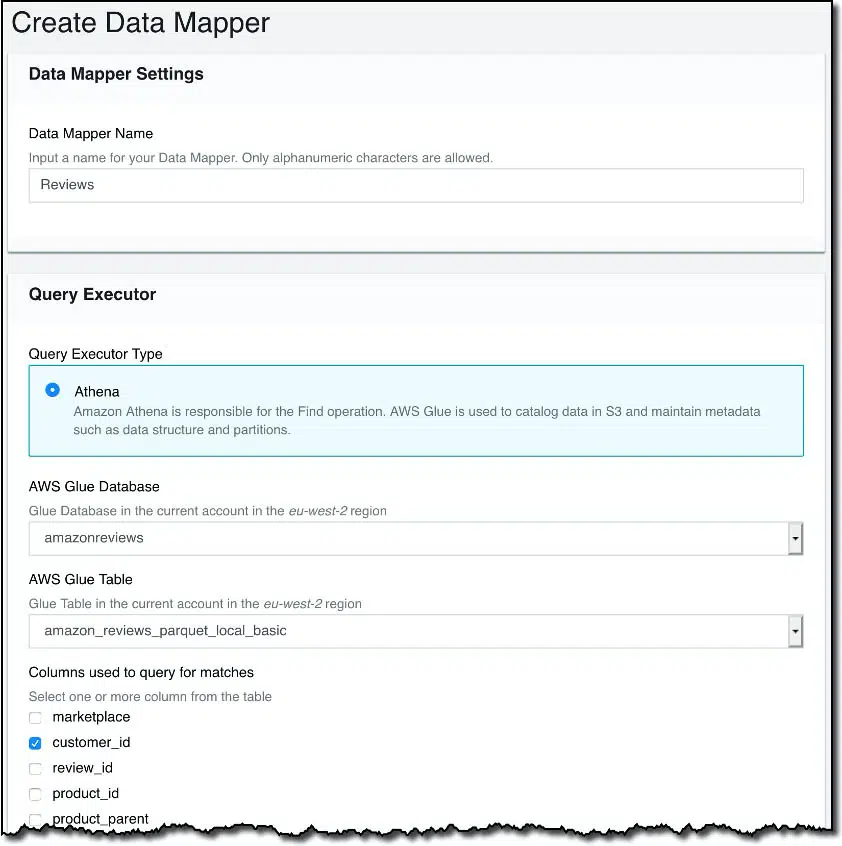 Create Data Mapper
Data Mapper Settings
Data Mapper Name
Input a name for your Data Mapper. Only alphanumeric characters are allowed.
Reviews
Query Executor
Query Executor Type
Athena
Amazon Athena is responsible for the Find operation. AWS Glue is used to catalog data in S3 and maintain metadata
such as data structure and partitions.
AWS Glue Database
Glue Database in the current account in the eu-west-2 region
amazonreviews
AWS Glue Table
Glue Table in the current account in the eu-west-2 region
amazon_reviews_parquet_local_basic
Columns used to query for matches
Select one or more column from the table
marketplace
customer_id
review_id
product_id
product_parent